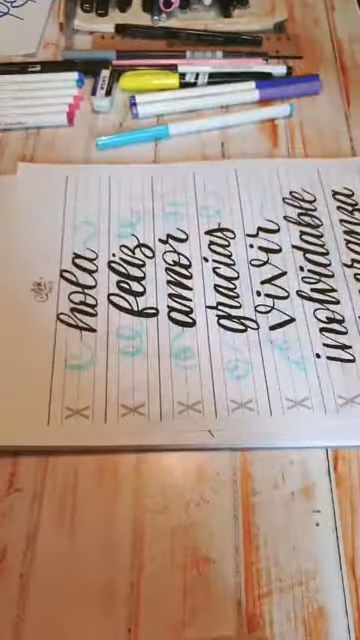 hola
feliz
amor
gracias
vivir
inolvidable
X
X
X
X
X
X